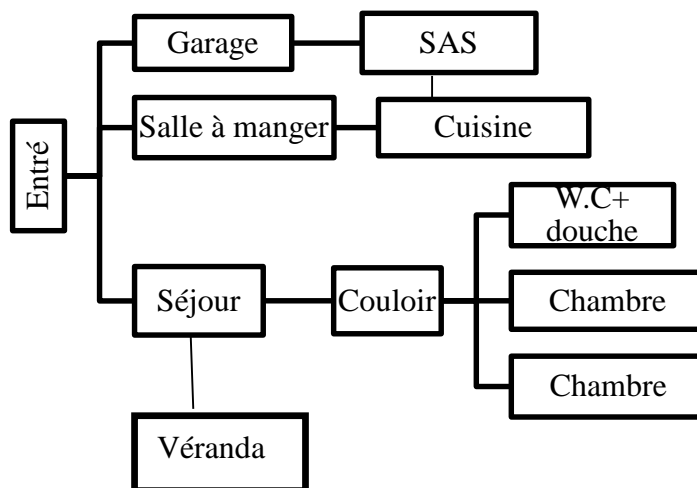 Garage
SAS
Salle à manger
Cuisine
Entré
W.C+
douche
Séjour
Couloir
Chambre
Chambre
Véranda